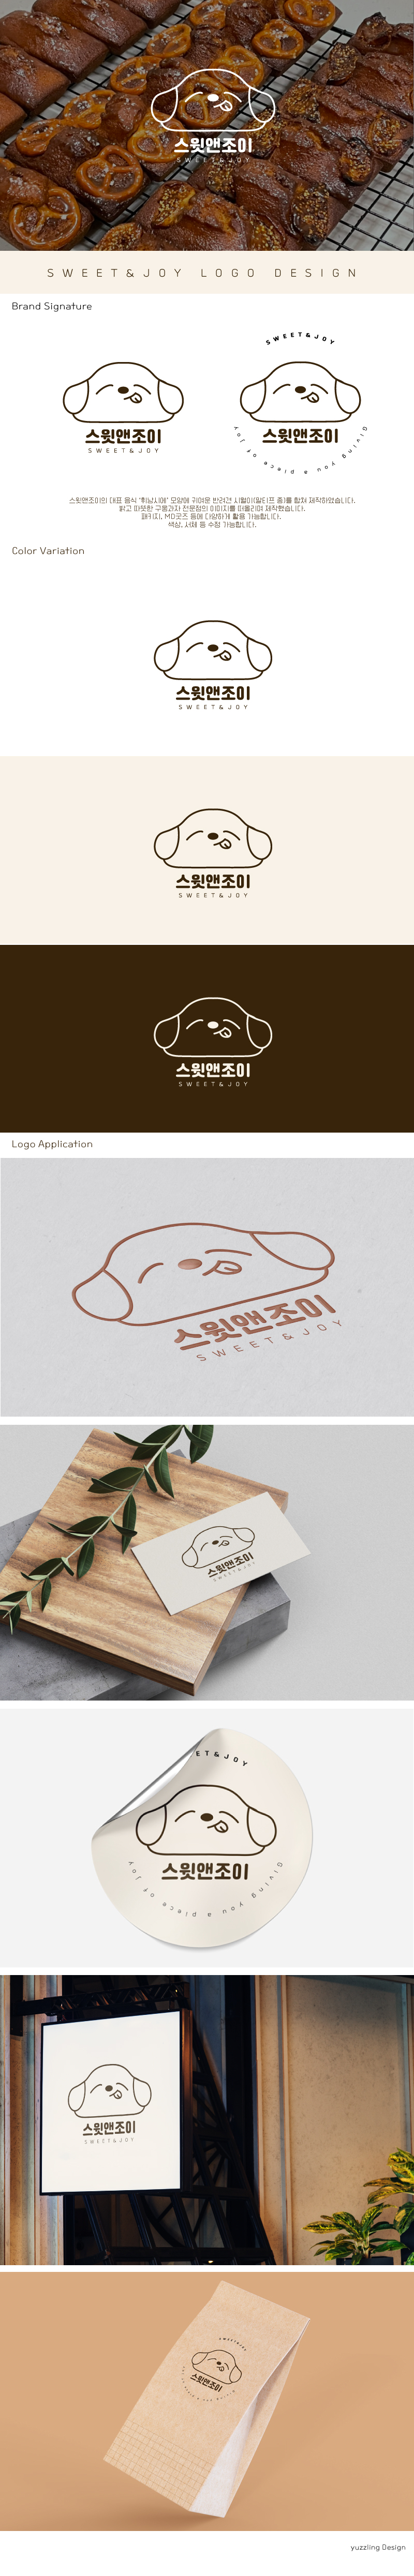 스윗앤조이
SWEET&JOY
SWEET&JOY LOGO DESIGN
Brand Signature
스윗앤조이
SWEET&JOY
SWEET&JOY
스윗앤조이
Giving you a piece of joy
스윗앤조이의 대표 음식 '휘낭시에' 모양에 귀여운 반려견 시월이(말티프 종)를 합쳐 제작하였습니다.
밝고 따뜻한 구움과자 전문점의 이미지를 떠올리며 제작했습니다.
패키지, MD굿즈 등에 다양하게 활용 가능합니다.
색상, 서체 등 수정 가능합니다.
Color Variation
스윗앤조이
SWEET&JOY
스윗앤조이
SWEET&JOY
스윗앤조이
SWEET&JOY
Logo Application
스윗앤조이
SWEET&JOY
스윗앤조이
SWEET&JOY
ET&JOY
스윗앤조이
Giving you a piece of joy
스윗앤조이
SWEET&JOY
SWEET&JOY
스윗앤조이
yuzzling Design